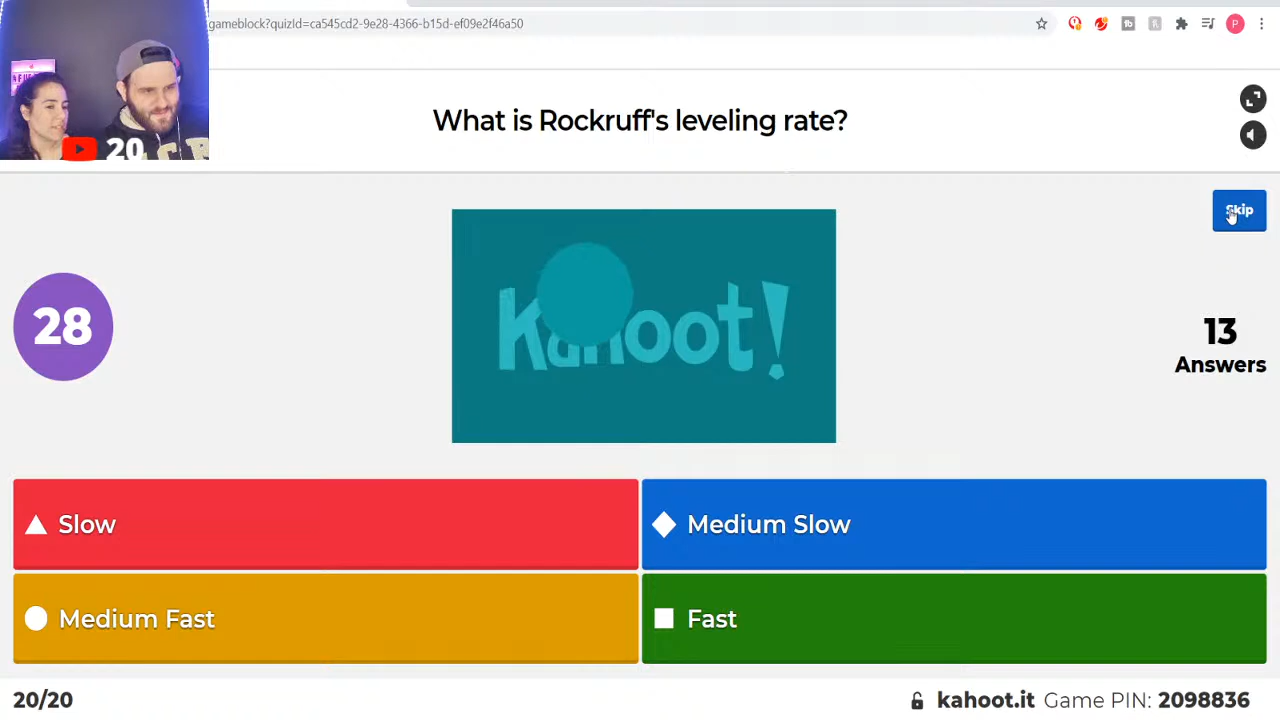 gameblock?quizId=ca545cd2-9e28-4366-b15d-ef09e2f46a50
P
What is Rockruff's leveling rate?
20
Skip
28
Kahoot!
13
Answers
Slow
Medium Slow
Medium Fast
Fast
20/20
kahoot.it Game PIN: 2098836